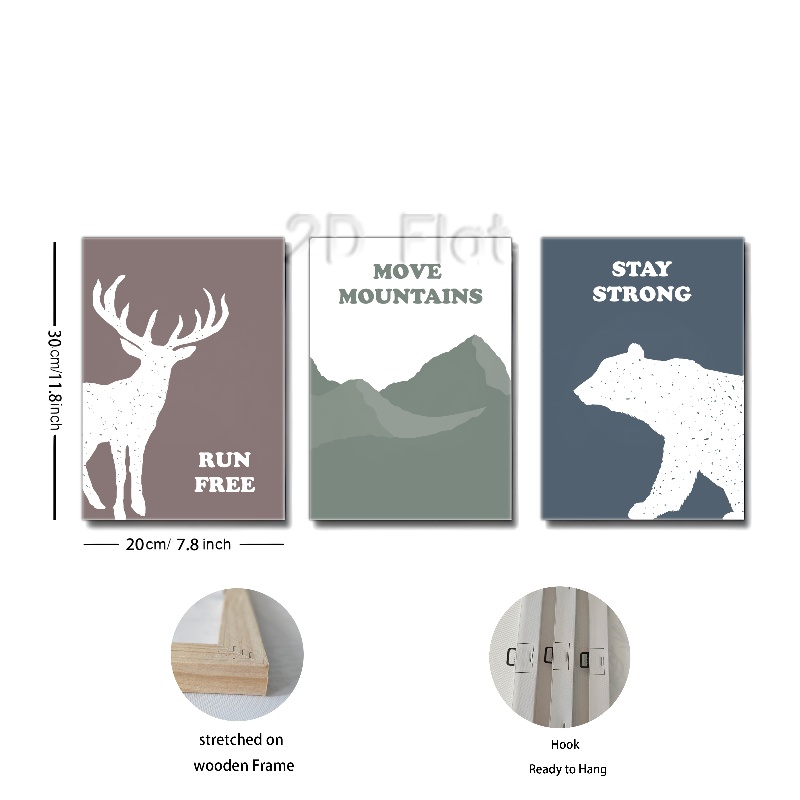 2D Flat
MOVE
MOUNTAINS
STAY
STRONG
RUN
FREE
30cm/11.8inch
20cm/ 7.8 inch
stretched on
wooden Frame
Hook
Ready to Hang